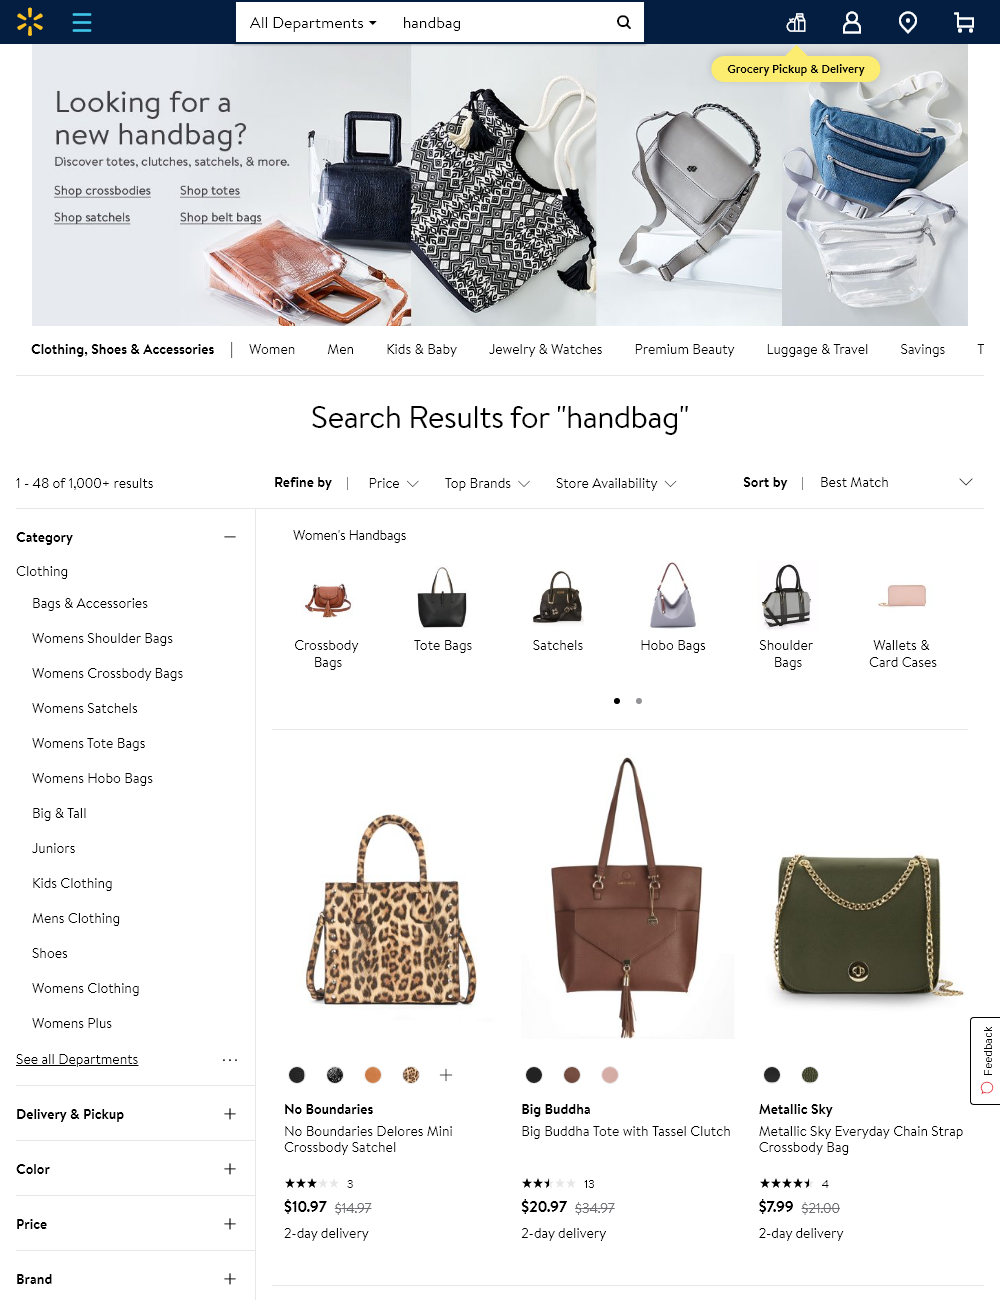 All Departments handbag
Grocery Pickup & Delivery
Looking for a
new handbag?
Discover totes, clutches, satchels, & more.
Shop crossbodies Shop totes
Shop satchels Shop belt bags
Clothing, Shoes & Accessories | Women Men Kids & Baby Jewelry & Watches Premium Beauty Luggage & Travel Savings T
Search Results for "handbag"
1 - 48 of 1,000+ results
Refine by | Price Top Brands Store Availability
Sort by | Best Match
Category
Clothing
Bags & Accessories
Womens Shoulder Bags
Womens Crossbody Bags
Womens Satchels
Womens Tote Bags
Womens Hobo Bags
Big & Tall
Juniors
Kids Clothing
Mens Clothing
Shoes
Womens Clothing
Womens Plus
See all Departments ...
Delivery & Pickup
Color
Price
Brand
Women's Handbags
Crossbody
Bags
Tote Bags
Satchels
Hobo Bags
Shoulder
Bags
Wallets &
Card Cases
No Boundaries
No Boundaries Delores Mini
Crossbody Satchel
3
$10.97 $14.97
2-day delivery
Big Buddha
Big Buddha Tote with Tassel Clutch
13
$20.97 $34.97
2-day delivery
Metallic Sky
Metallic Sky Everyday Chain Strap
Crossbody Bag
4
$7.99 $21.00
2-day delivery
Feedback